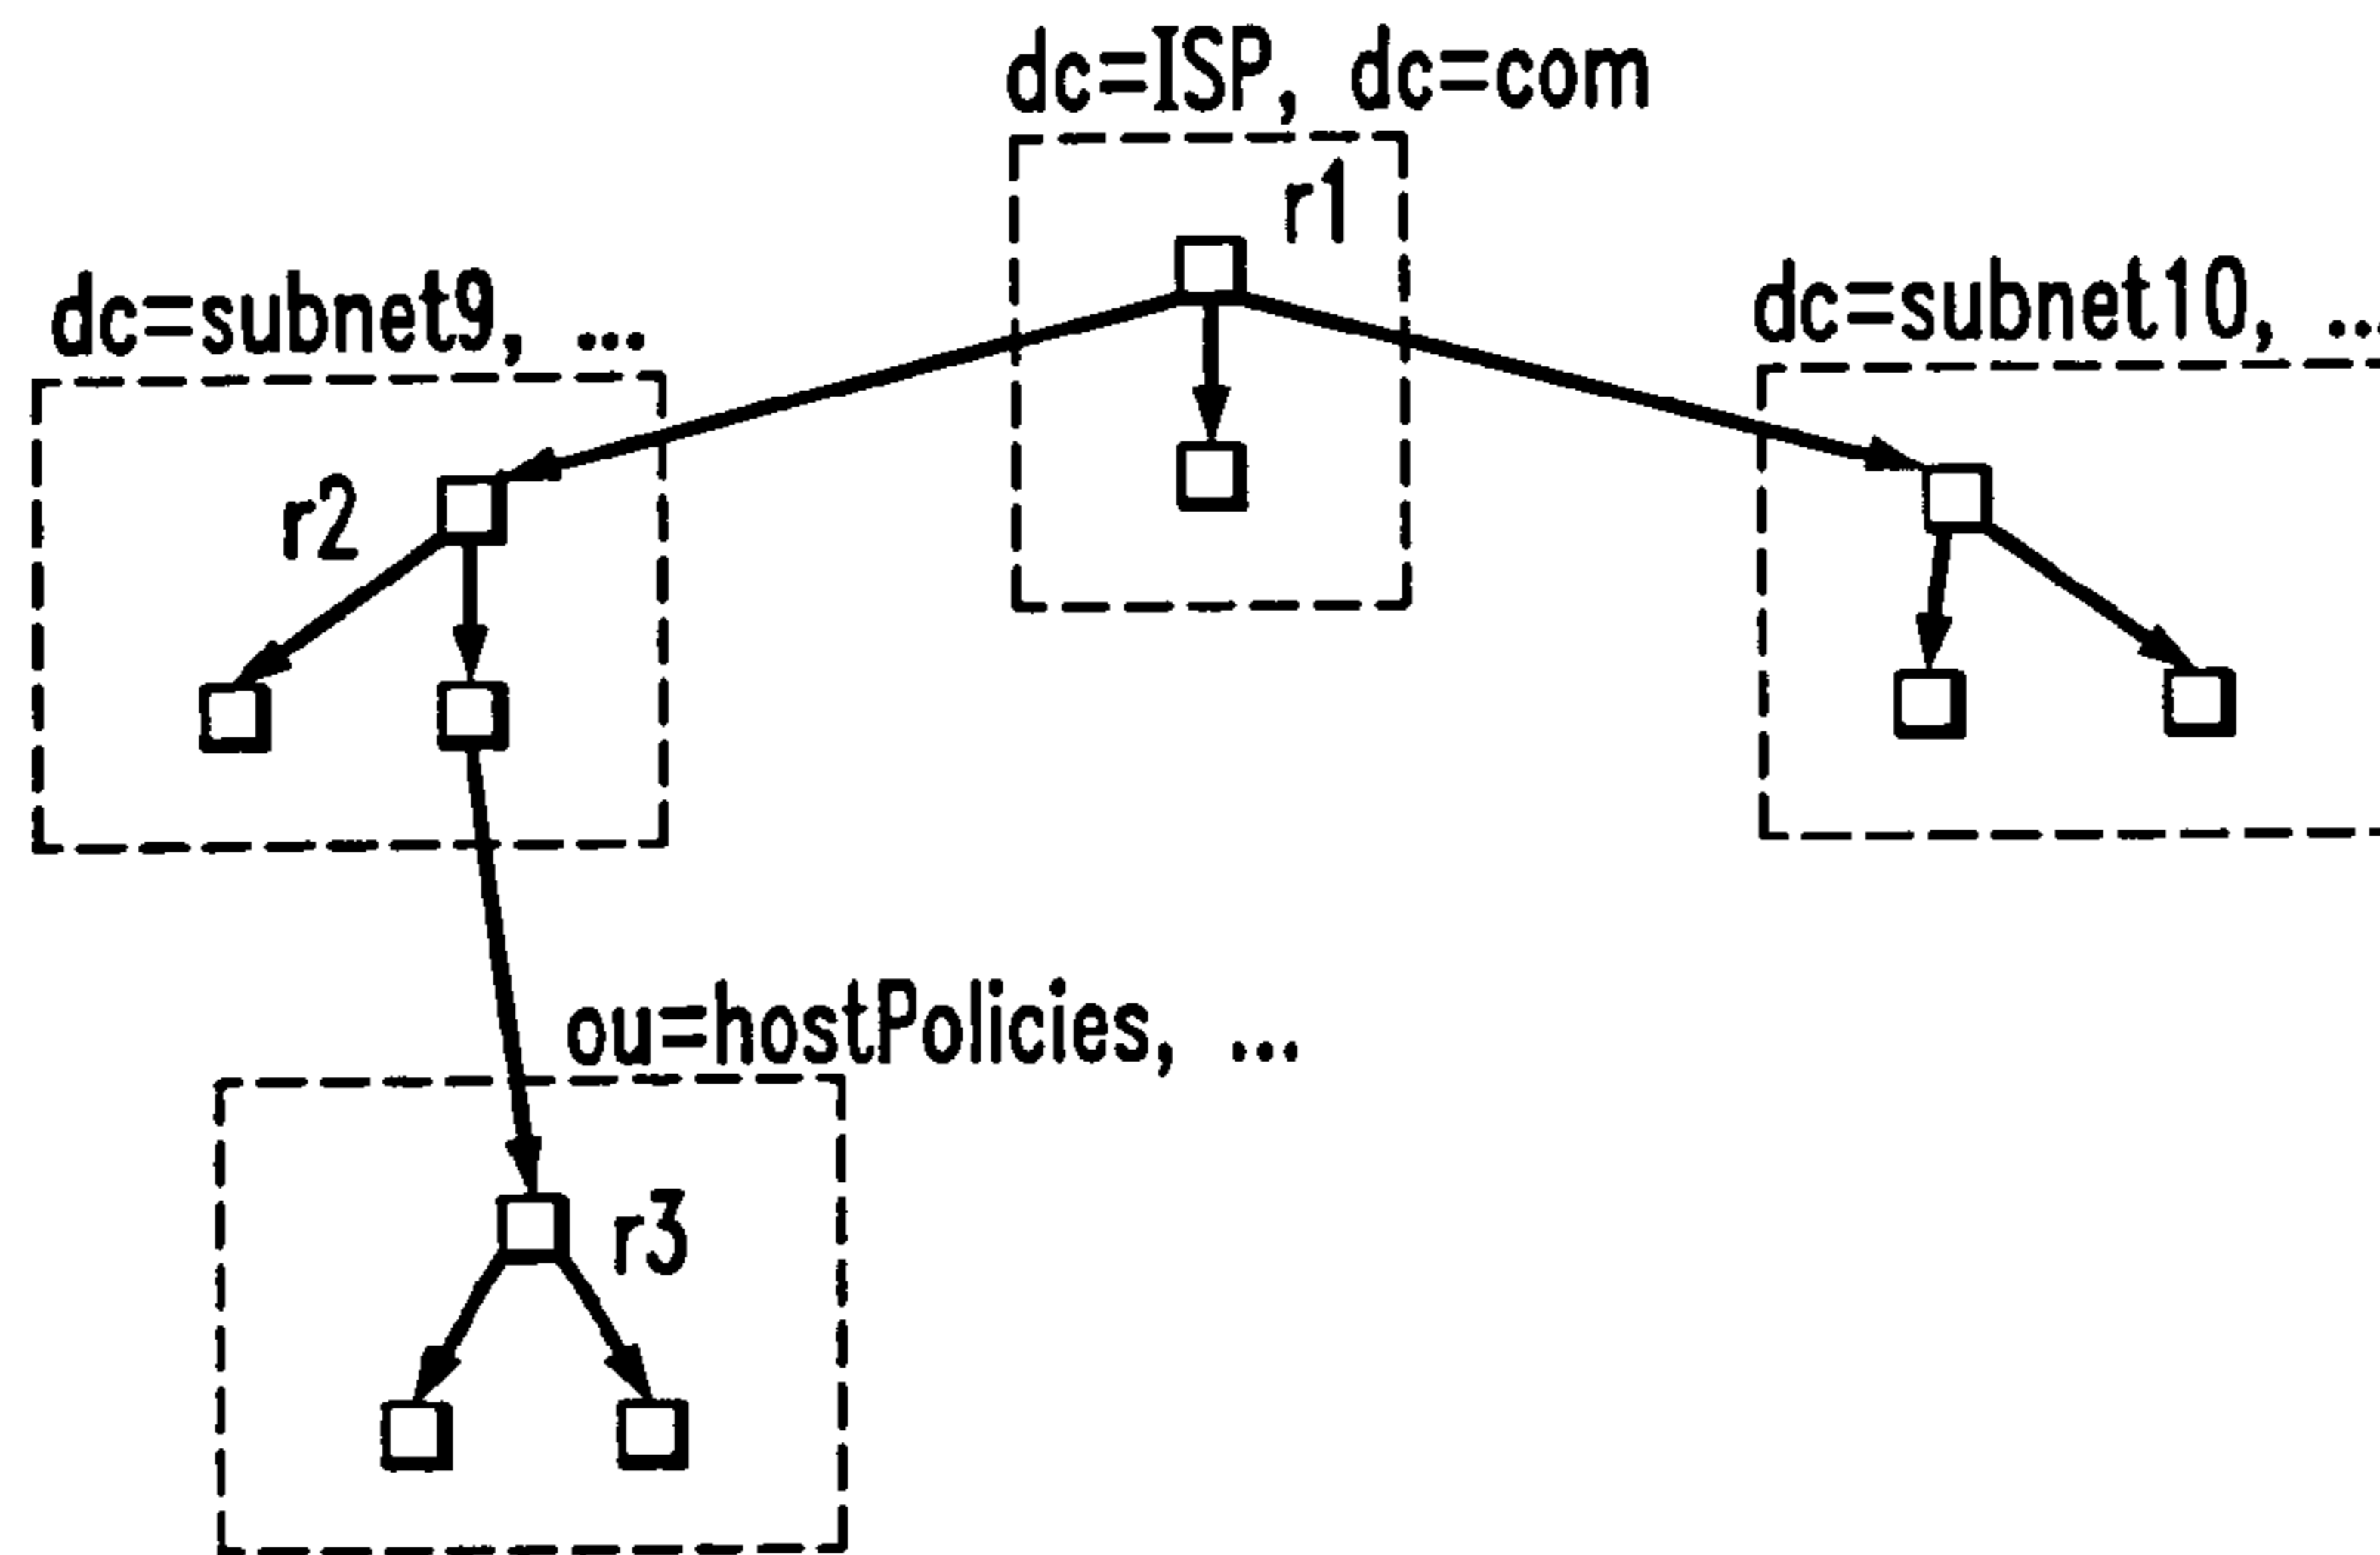 dc=ISP, dc=com
r1
dc=subnet9, ...
dc=subnet10, ...
r2
ou=hostPolicies, ...
r3